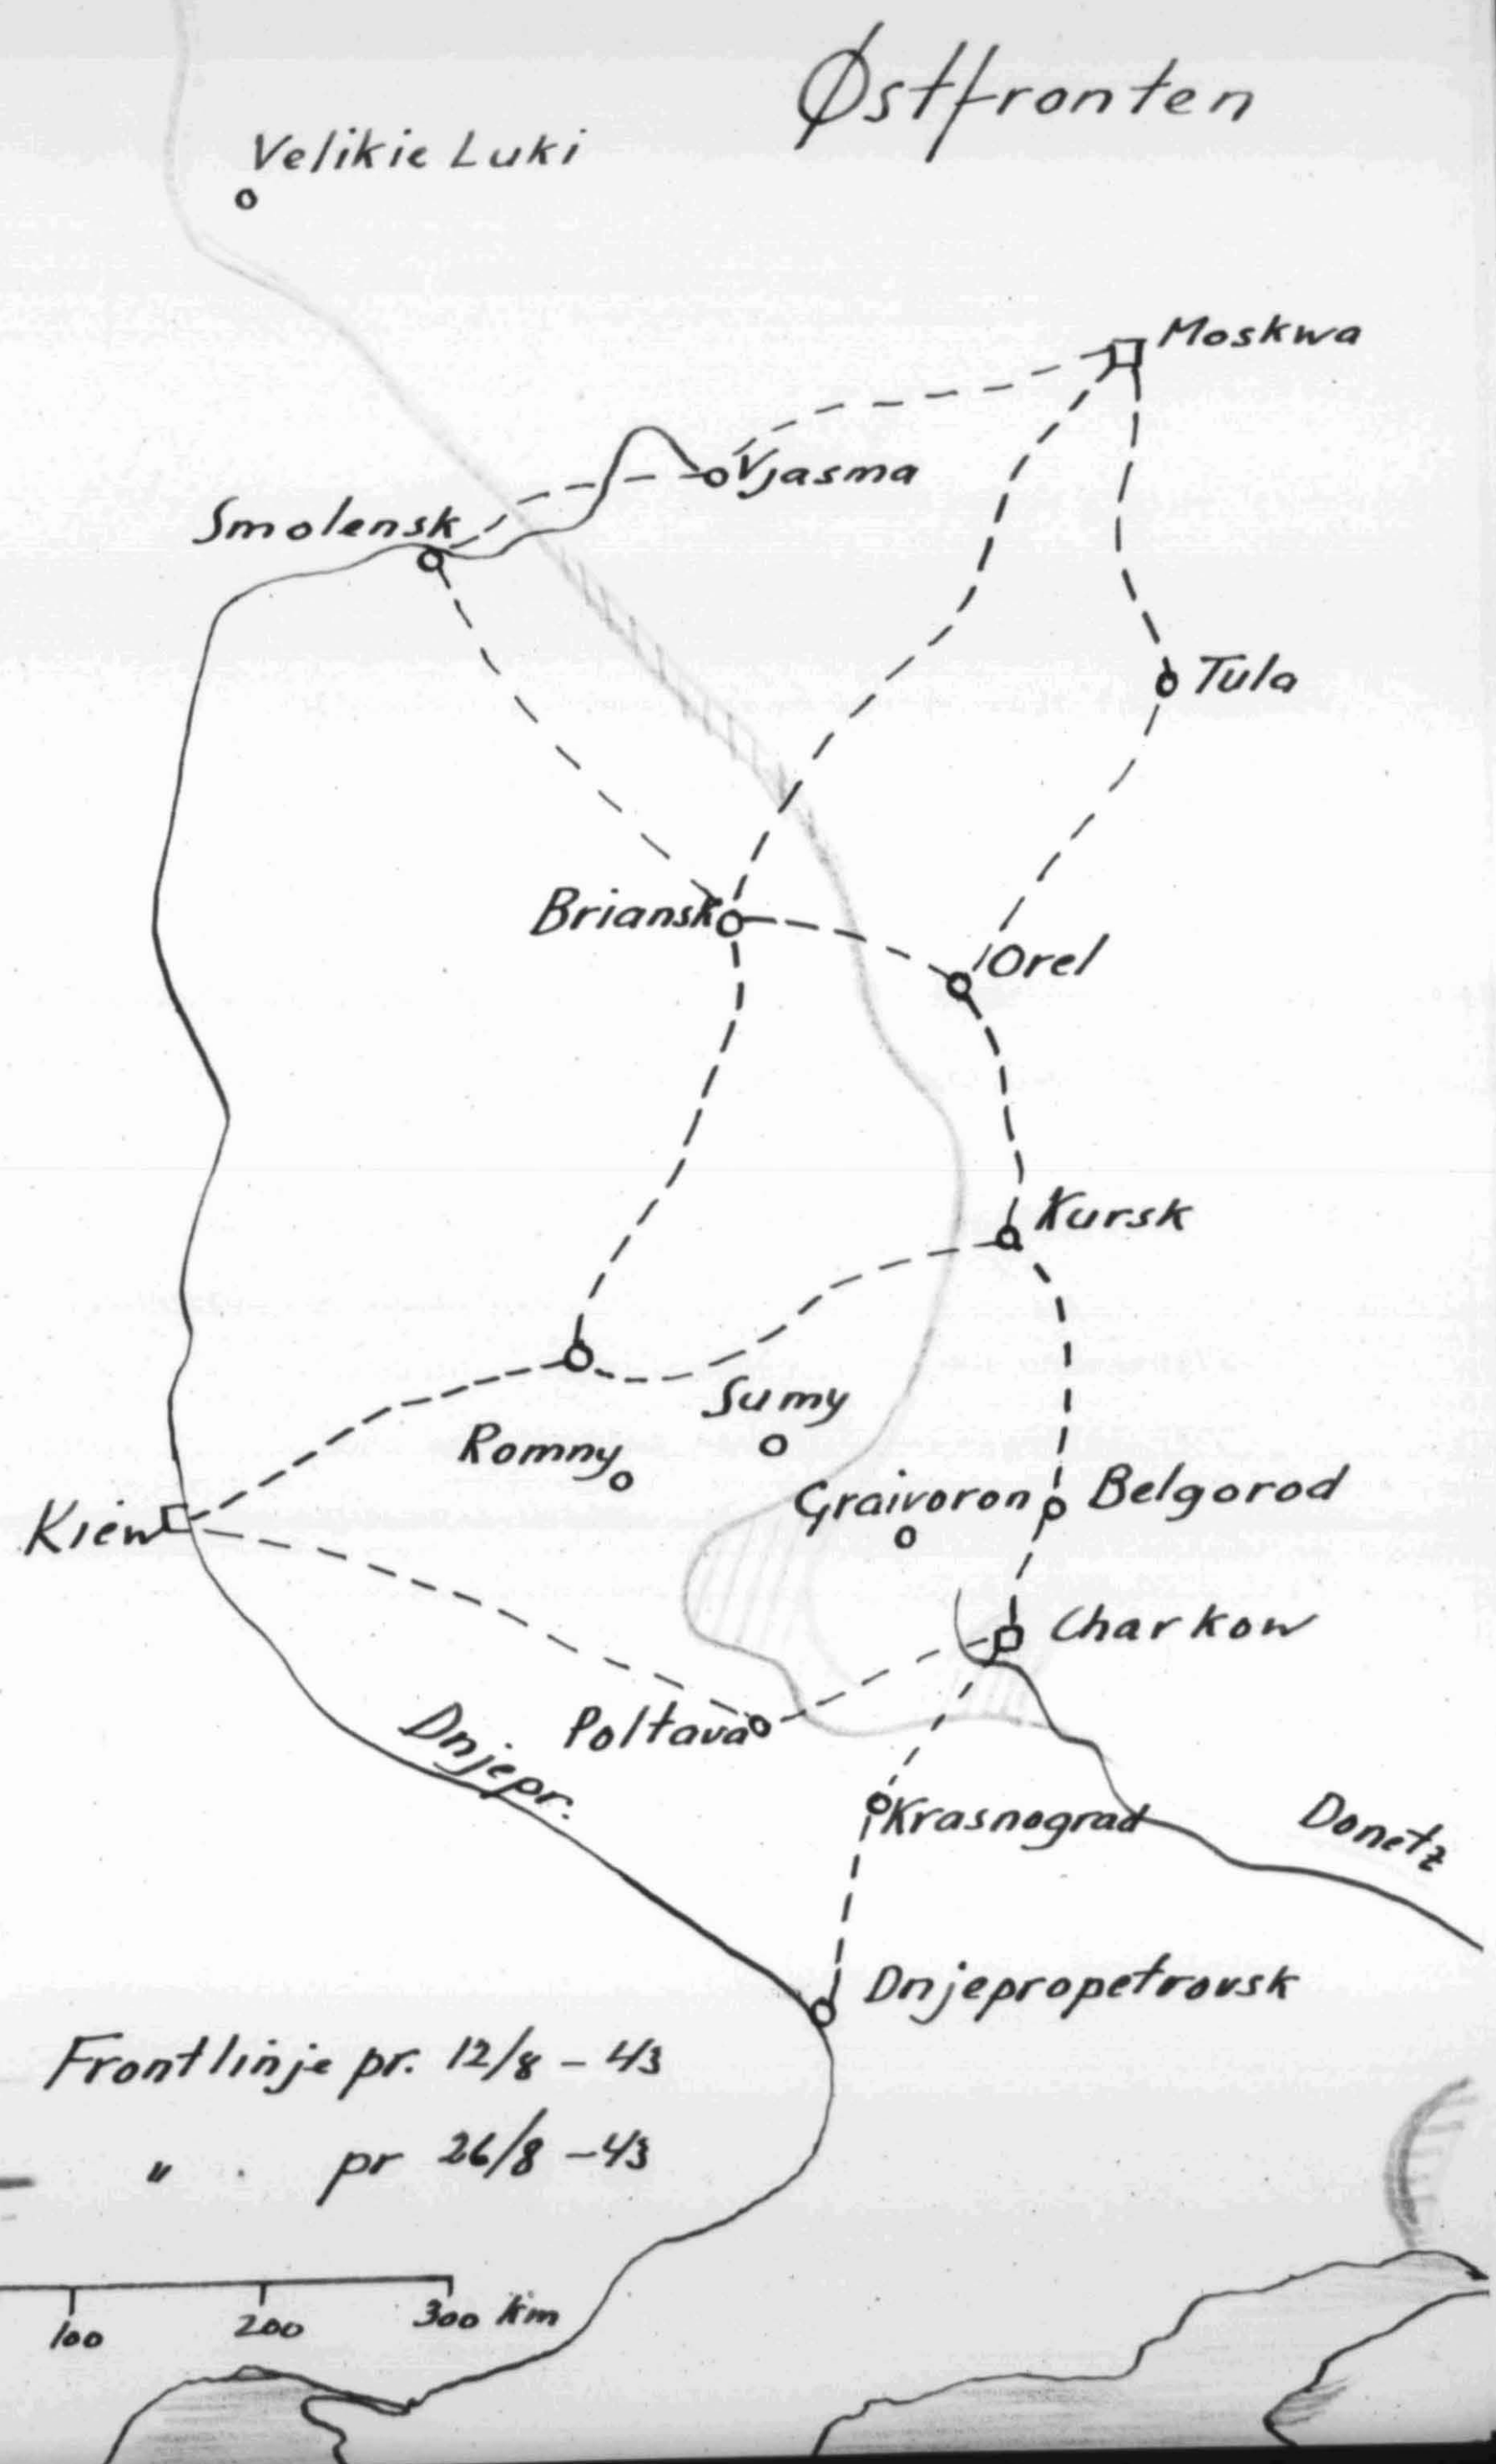 Østfronten
Velikie Luki
Moskwa
Vjasma
Smolensk
Tula
Briansk
Orel
Kursk
Sumy
Romny
Graivoron
Belgorod
Kiew
Charkow
Dnjepr.
Poltava
Krasnograd
Donetz
Dnjepropetrovsk
Frontlinje pr. 12/8 - 43
" . pr 26/8 - 43
100 200 300 km